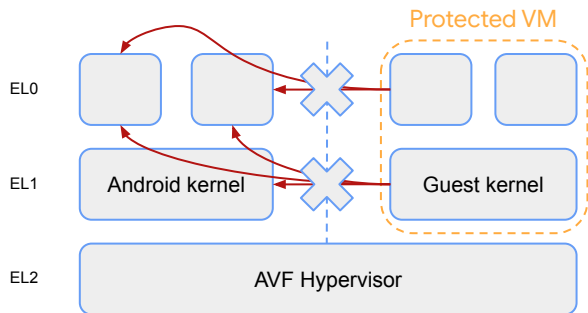 Protected VM
EL0
EL1
Android kernel
Guest kernel
EL2
AVF Hypervisor